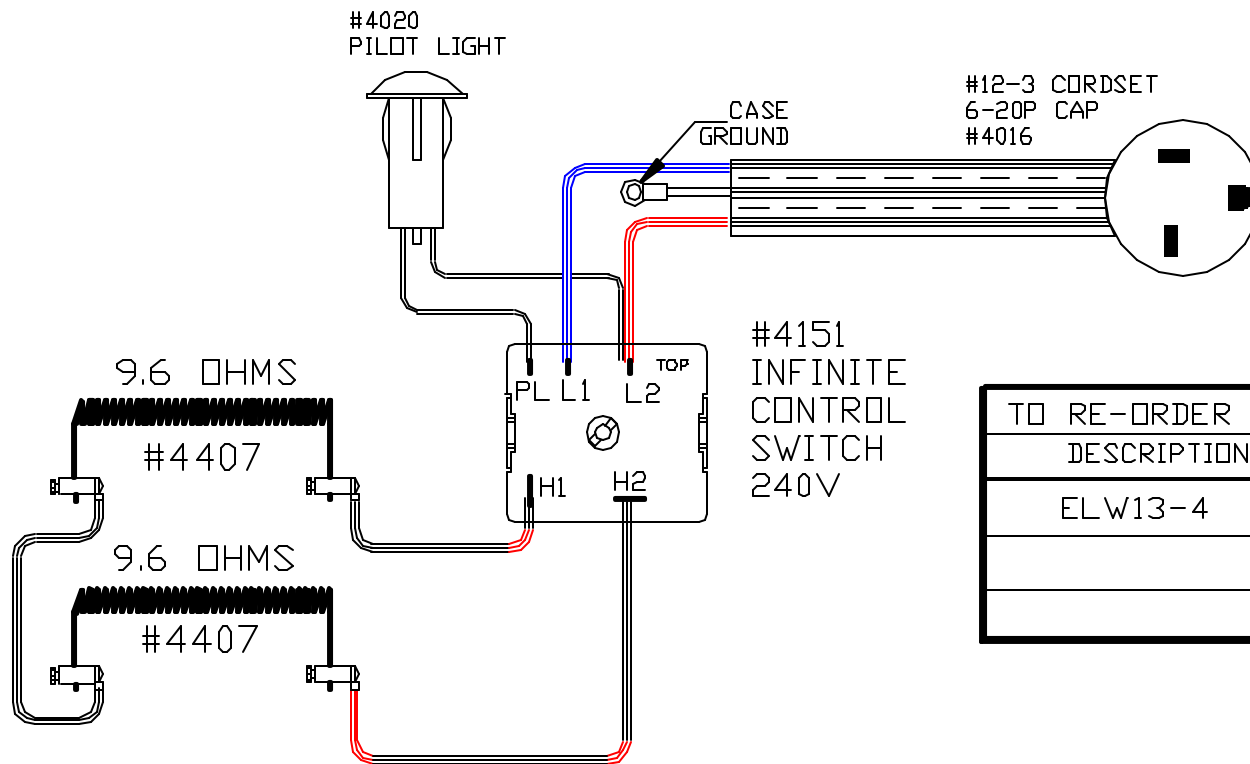 #4020
PILOT LIGHT
#12-3 CORDSET
6-20P CAP
#4016
CASE
GROUND
#4151
INFINITE
CONTROL
SWITCH
240V
TOP
PL L1 L2
H1 H2
9.6 OHMS
#4407
9.6 OHMS
#4407
TO RE-ORDER
DESCRIPTION
ELW13-4